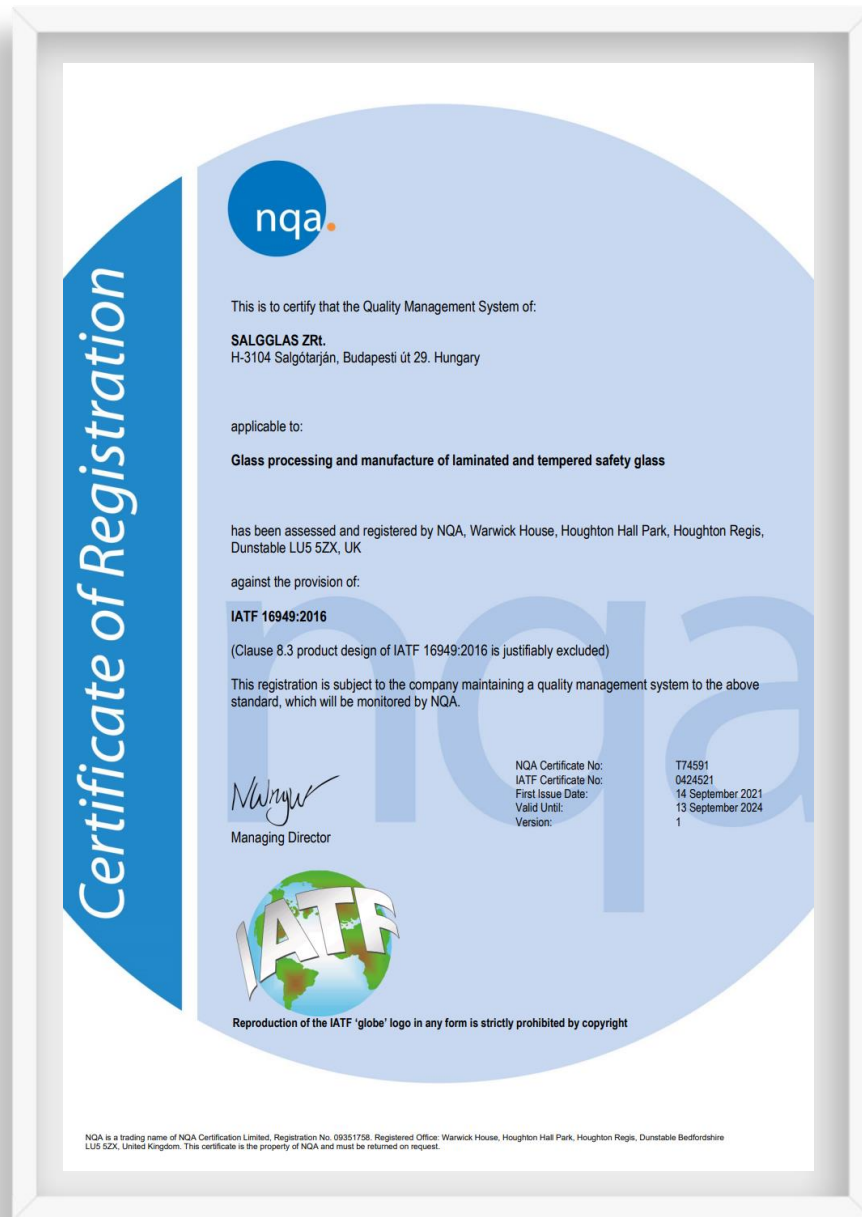 Certificate of Registration
nqa.
This is to certify that the Quality Management System of:
SALGGLAS ZRt.
H-3104 Salgótarján, Budapesti út 29. Hungary
applicable to:
Glass processing and manufacture of laminated and tempered safety glass
has been assessed and registered by NQA, Warwick House, Houghton Hall Park, Houghton Regis,
Dunstable LU5 5ZX, UK
against the provision of:
IATF 16949:2016
(Clause 8.3 product design of IATF 16949:2016 is justifiably excluded)
This registration is subject to the company maintaining a quality management system to the above
standard, which will be monitored by NQA.
nqa
NQA Certificate No: T74591
IATF Certificate No: 0424521
First Issue Date: 14 September 2021
Valid Until: 13 September 2024
Version: 1
Managing Director
IATF
Reproduction of the IATF ‘globe’ logo in any form is strictly prohibited by copyright
NQA is a trading name of NQA Certification Limited, Registration No. 09351758. Registered Office: Warwick House, Houghton Hall Park, Houghton Regis, Dunstable Bedfordshire
LU5 5ZX, United Kingdom. This certificate is the property of NQA and must be returned on request.